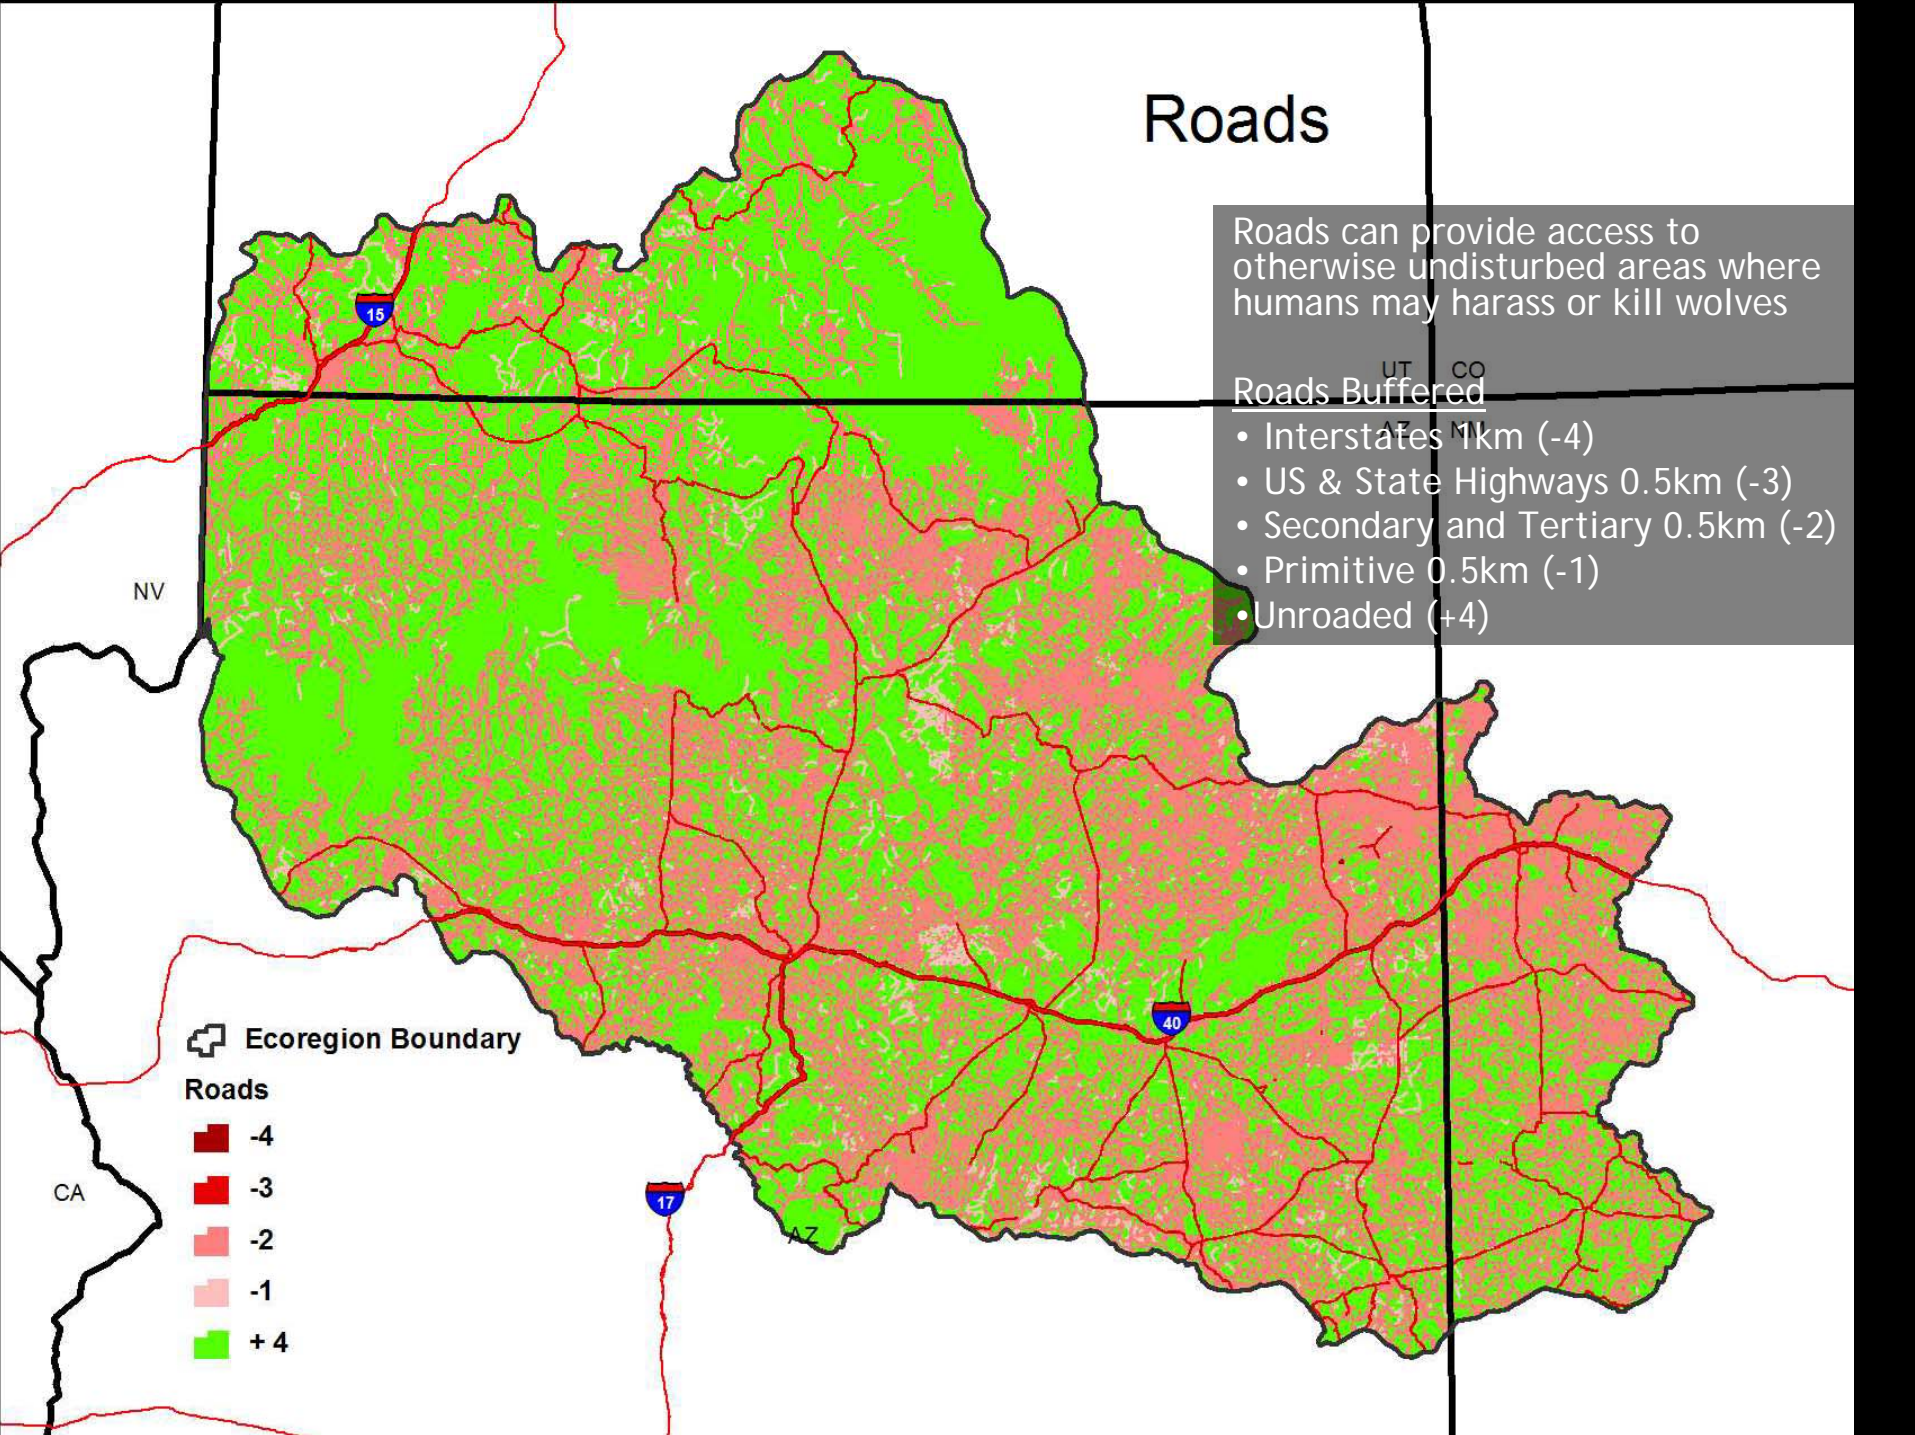 Roads
Roads can provide access to
otherwise undisturbed areas where
humans may harass or kill wolves
UT CO
Roads Buffered
AZ NM
• Interstates 1km (-4)
• US & State Highways 0.5km (-3)
• Secondary and Tertiary 0.5km (-2)
• Primitive 0.5km (-1)
•Unroaded (+4)
15
NV
40
17
CA
AZ
Ecoregion Boundary
Roads
-4
-3
-2
-1
+ 4